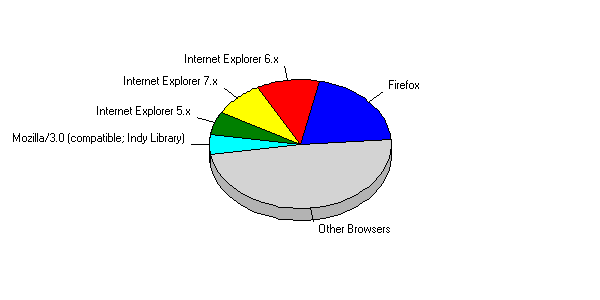 Internet Explorer 6.x
Internet Explorer 7.x
Firefox
Internet Explorer 5.x
Mozilla/3.0 (compatible; Indy Library)
Other Browsers